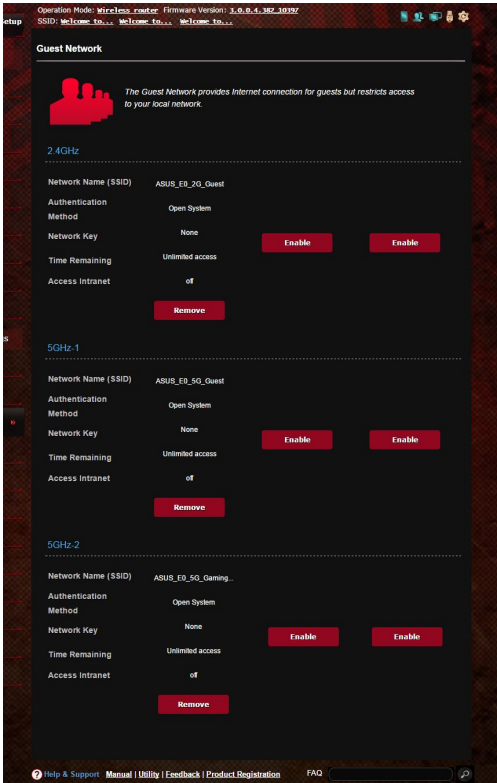 Operation Mode: Wireless router Firmware Version: 3.0.0.4.382_10397
Setup
SSID: Welcome to... Welcome to... Welcome to...
Guest Network
The Guest Network provides Internet connection for guests but restricts access
to your local network.
2.4GHz
Network Name (SSID) ASUS_E0_2G_Guest
Authentication
Method Open System
Network Key None
Enable Enable
Time Remaining Unlimited access
Access Intranet off
Remove
5GHz-1
Network Name (SSID) ASUS_E0_5G_Guest
Authentication
Method Open System
Network Key None
Enable Enable
Time Remaining Unlimited access
Access Intranet off
Remove
5GHz-2
Network Name (SSID) ASUS_E0_5G_Gaming...
Authentication
Method Open System
Network Key None
Enable Enable
Time Remaining Unlimited access
Access Intranet off
Remove
? Help & Support Manual | Utility | Feedback | Product Registration FAQ